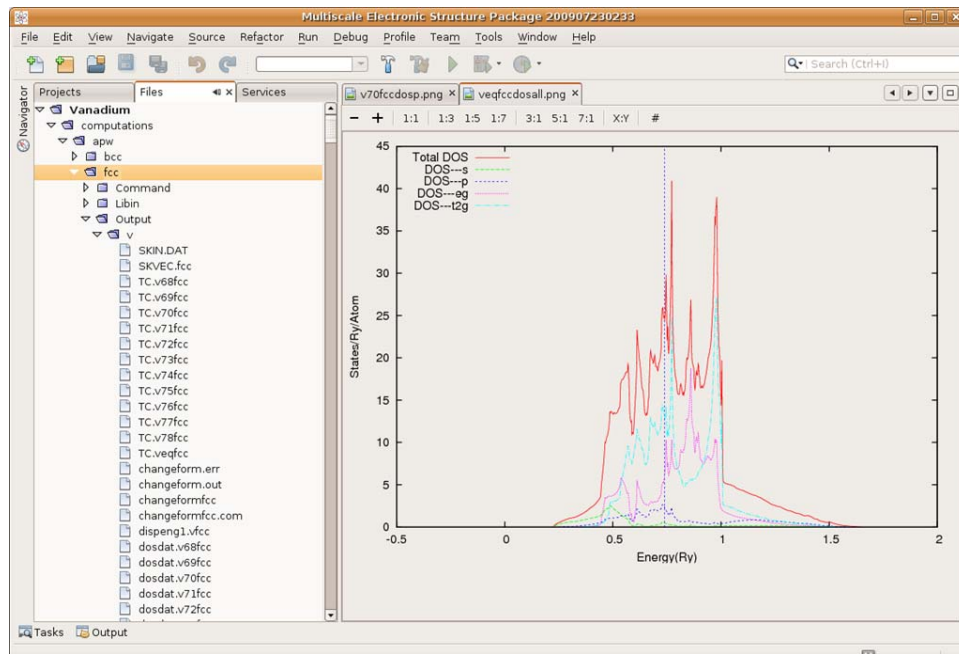 Multiscale Electronic Structure Package 200907230233
File Edit View Navigate Source Refactor Run Debug Profile Team Tools Window Help
Search (Ctrl+I)
Navigator
Projects Files Services
Vanadium
computations
apw
bcc
fcc
Command
Libin
Output
v
SKIN.DAT
SKVEC.fcc
TC.v68fcc
TC.v69fcc
TC.v70fcc
TC.v71fcc
TC.v72fcc
TC.v73fcc
TC.v74fcc
TC.v75fcc
TC.v76fcc
TC.v77fcc
TC.v78fcc
TC.veqfcc
changeform.err
changeform.out
changeformfcc
changeformfcc.com
dispeng1.vfcc
dosdat.v68fcc
dosdat.v69fcc
dosdat.v70fcc
dosdat.v71fcc
dosdat.v72fcc
v70fccdosp.png veqfccdosall.png
1:1 1:3 1:5 1:7 3:1 5:1 7:1 X:Y #
Total DOS
DOS---s
DOS---p
DOS---eg
DOS---t2g
States/Ry/Atom
45
40
35
30
25
20
15
10
5
0
-0.5 0 0.5 1 1.5 2
Energy(Ry)
Tasks Output